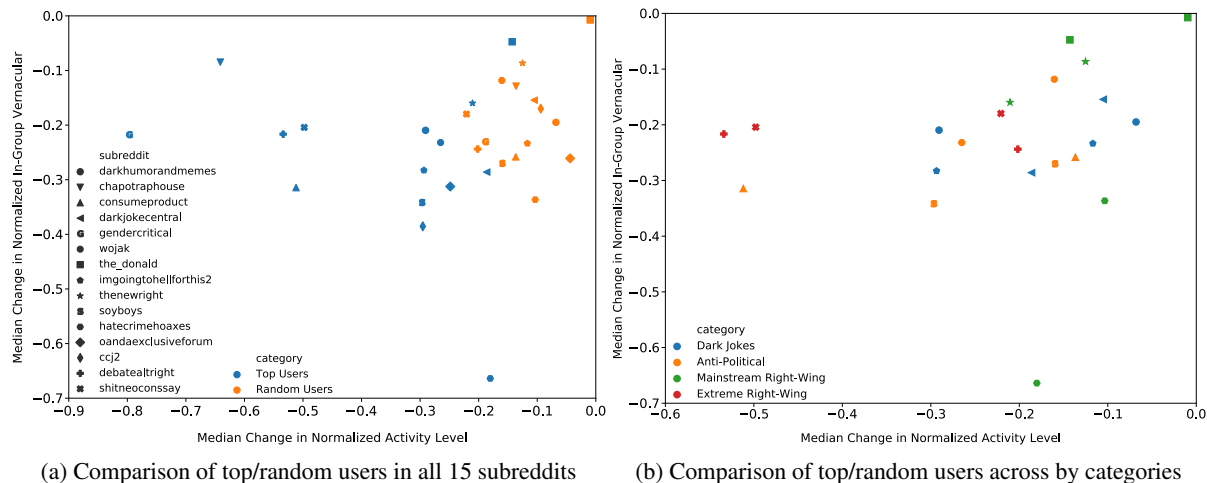 0.0
−0.1
−0.2
−0.3
−0.4
−0.5
−0.6
−0.7
Median Change in Normalized In-Group Vernacular
subreddit
darkhumorandmemes
chapotraphouse
consumeproduct
darkjokecentral
gendercritical
wojak
the_donald
imgoingtohellforthis2
thenewright
soyboys
hatecrimehoaxes
oandaexclusiveforum
ccj2
debatealtright
shitneoconssay
category
Top Users
Random Users
−0.9 −0.8 −0.7 −0.6 −0.5 −0.4 −0.3 −0.2 −0.1 0.0
Median Change in Normalized Activity Level
(a) Comparison of top/random users in all 15 subreddits
0.0
−0.1
−0.2
−0.3
−0.4
−0.5
−0.6
−0.7
Median Change in Normalized In-Group Vernacular
category
Dark Jokes
Anti-Political
Mainstream Right-Wing
Extreme Right-Wing
−0.6 −0.5 −0.4 −0.3 −0.2 −0.1 0.0
Median Change in Normalized Activity Level
(b) Comparison of top/random users across by categories